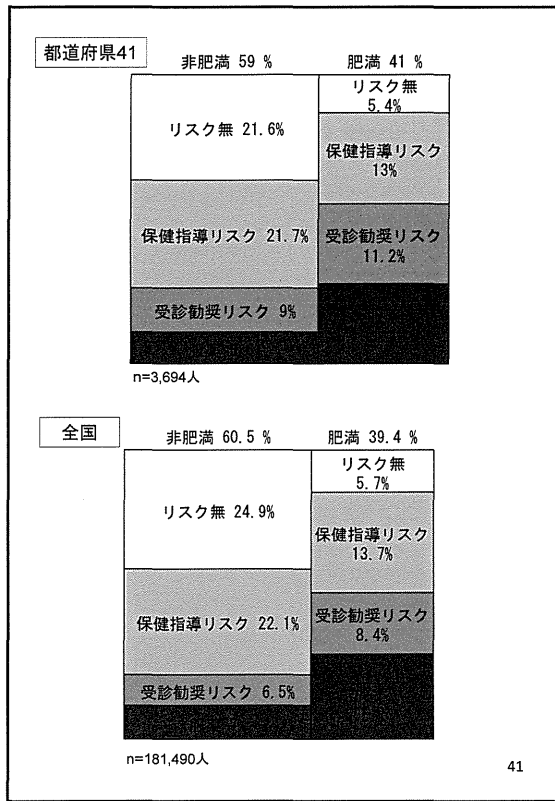 都道府県41
非肥満 59 %
肥満 41 %
リスク無 21.6%
保健指導リスク 21.7%
受診勧奨リスク 9%
リスク無
5.4%
保健指導リスク
13%
受診勧奨リスク
11.2%
n=3,694人
全国
非肥満 60.5 %
肥満 39.4 %
リスク無 24.9%
保健指導リスク 22.1%
受診勧奨リスク 6.5%
リスク無
5.7%
保健指導リスク
13.7%
受診勧奨リスク
8.4%
n=181,490人
41